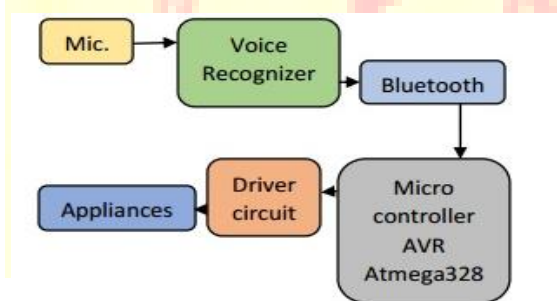 Mic.
Voice
Recognizer
Bluetooth
Micro
controller
AVR
Atmega328
Driver
circuit
Appliances